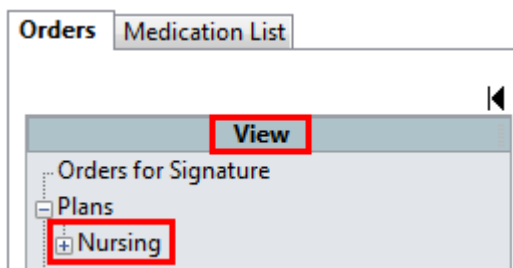 Orders Medication List
View
Orders for Signature
Plans
Nursing